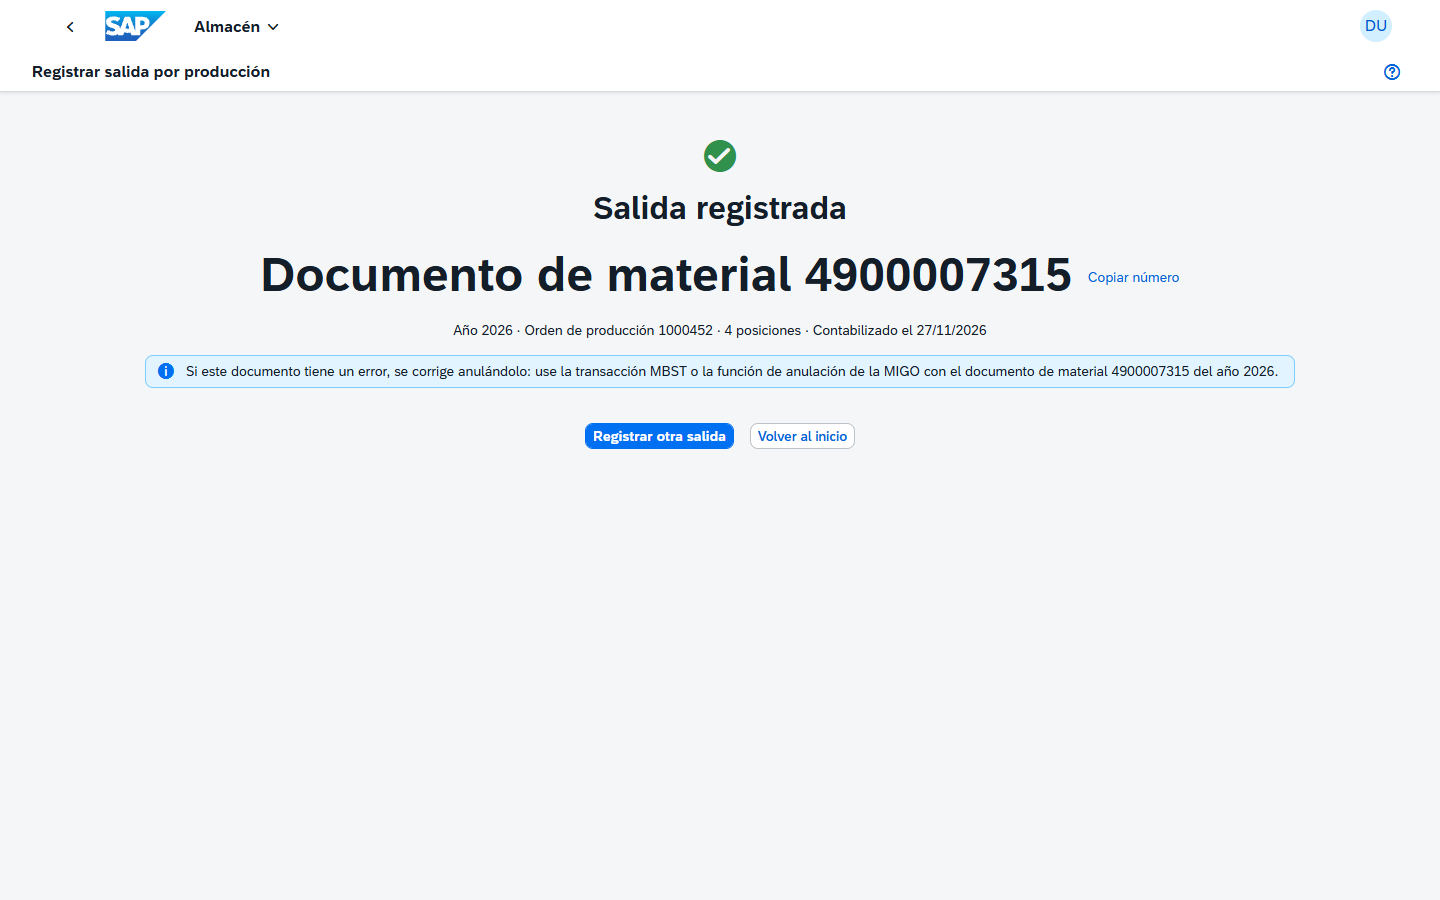 SAP Almacén DU
Registrar salida por producción
Salida registrada
Documento de material 4900007315 Copiar número
Año 2026 · Orden de producción 1000452 · 4 posiciones · Contabilizado el 27/11/2026
Si este documento tiene un error, se corrige anulándolo: use la transacción MBST o la función de anulación de la MIGO con el documento de material 4900007315 del año 2026.
Registrar otra salida Volver al inicio